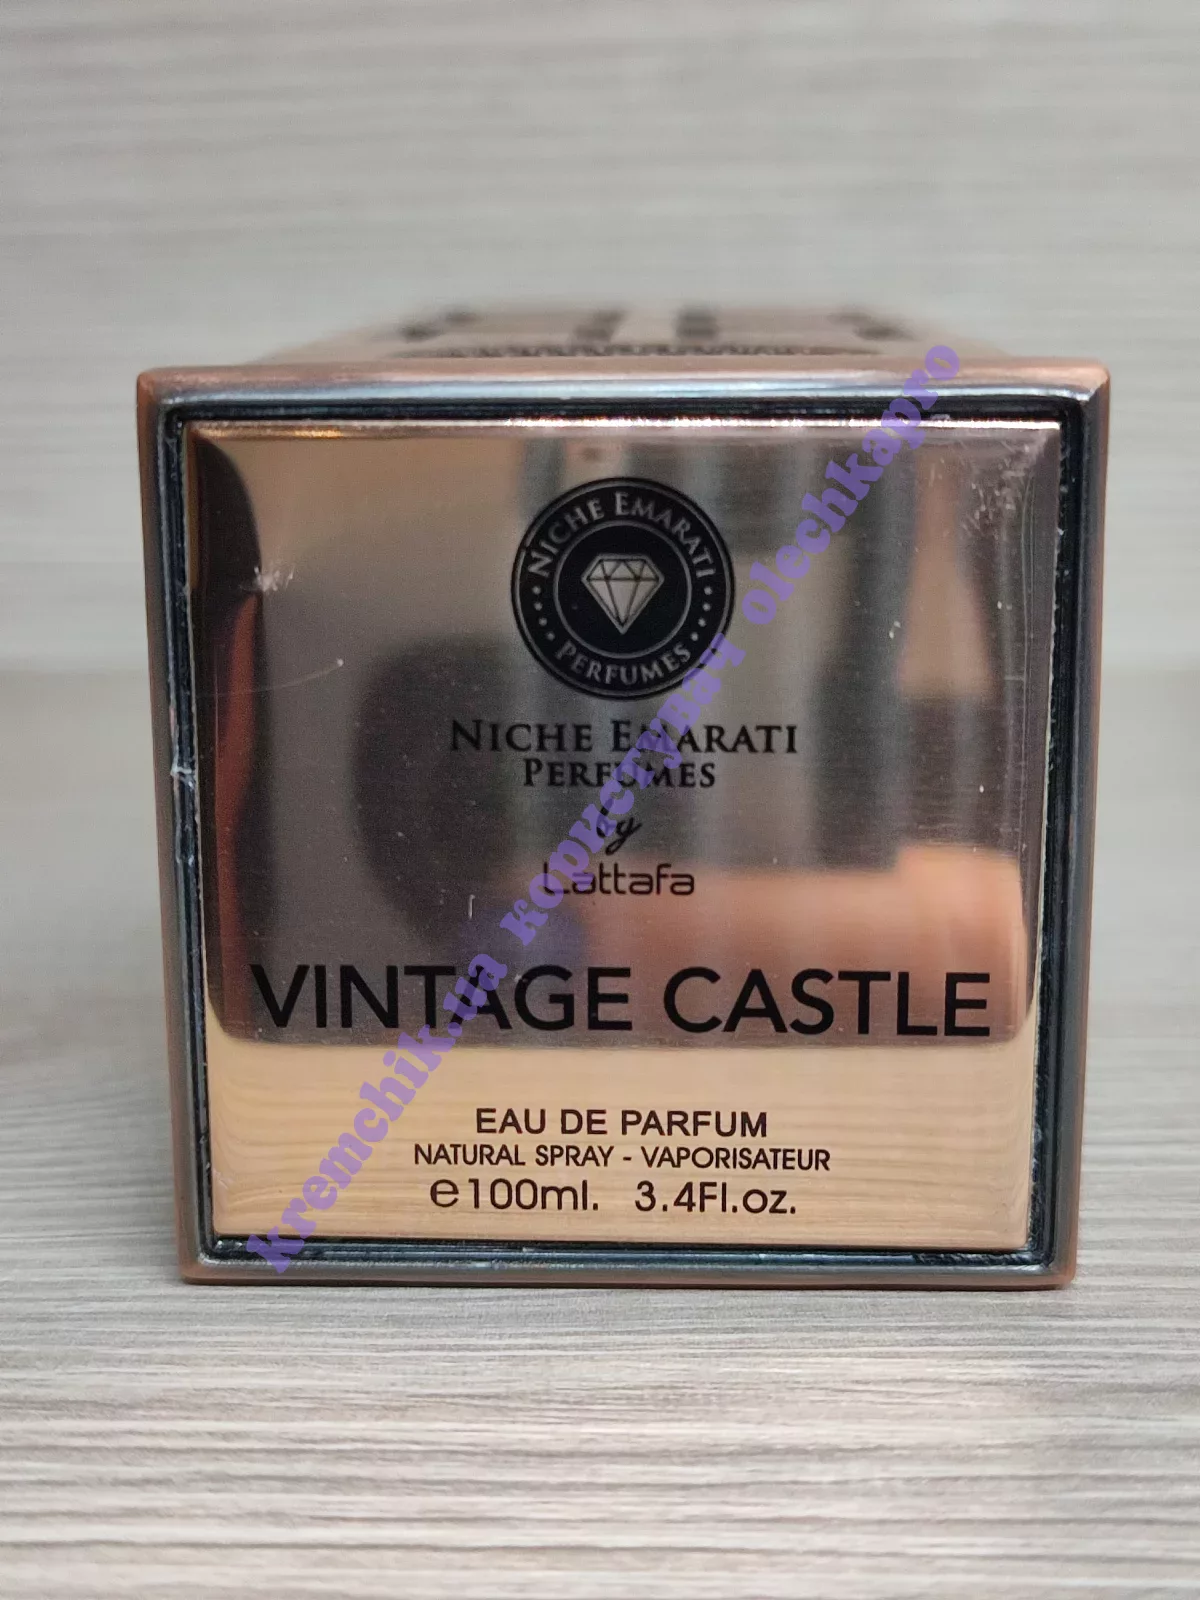 NICHE EMARATI
PERFUMES
NICHE EMARATI
PERFUMES
by
Lattafa
VINTAGE CASTLE
EAU DE PARFUM
NATURAL SPRAY - VAPORISATEUR
e100ml. 3.4Fl.oz.
kremchik.ua користувач olechkapro